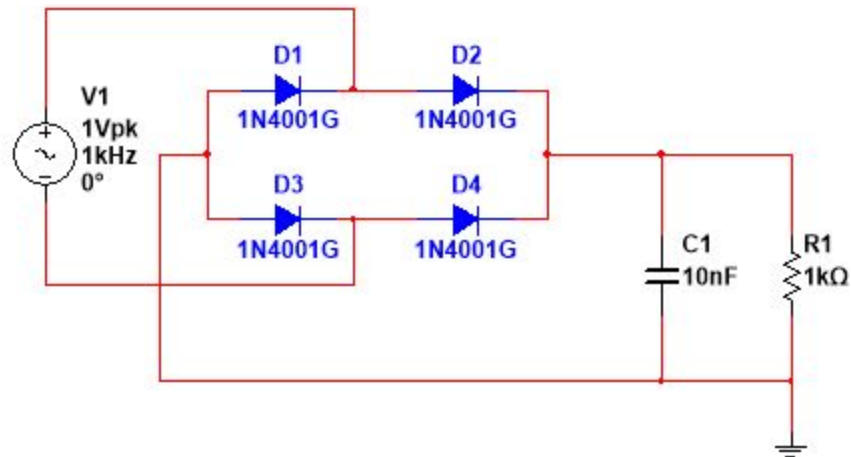 V1
1Vpk
1kHz
0°
D1
1N4001G
D2
1N4001G
D3
1N4001G
D4
1N4001G
C1
10nF
R1
1kΩ